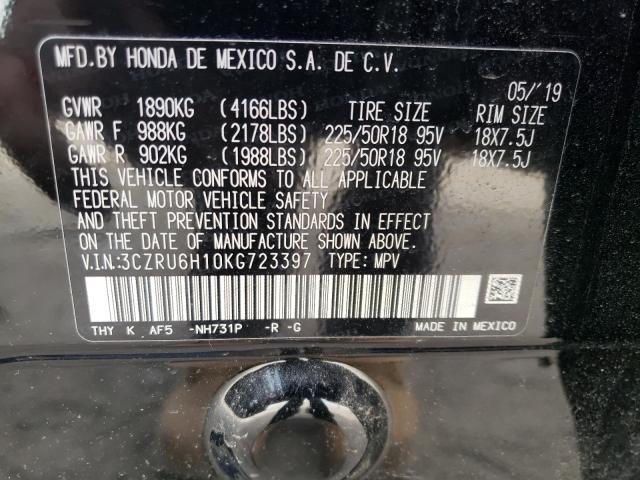 MFD.BY HONDA DE MEXICO S.A. DE C.V.
05/'19
GVWR 1890KG (4166LBS) TIRE SIZE RIM SIZE
GAWR F 988KG (2178LBS) 225/50R18 95V 18X7.5J
GAWR R 902KG (1988LBS) 225/50R18 95V 18X7.5J
THIS VEHICLE CONFORMS TO ALL APPLICABLE
FEDERAL MOTOR VEHICLE SAFETY
AND THEFT PREVENTION STANDARDS IN EFFECT
ON THE DATE OF MANUFACTURE SHOWN ABOVE.
V.I.N:3CZRU6H10KG723397 TYPE: MPV
THY K AF5 -NH731P -R -G MADE IN MEXICO